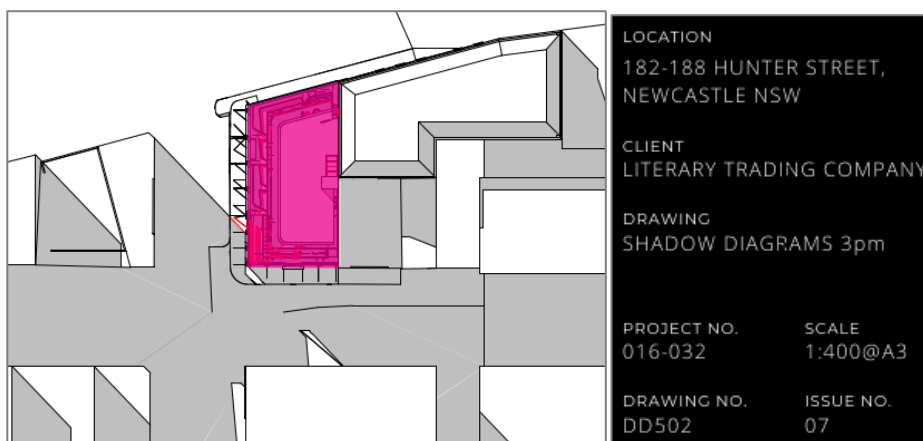 LOCATION
182-188 HUNTER STREET,
NEWCASTLE NSW
CLIENT
LITERARY TRADING COMPANY
DRAWING
SHADOW DIAGRAMS 3pm
PROJECT NO.
016-032
SCALE
1:400@A3
DRAWING NO.
DD502
ISSUE NO.
07